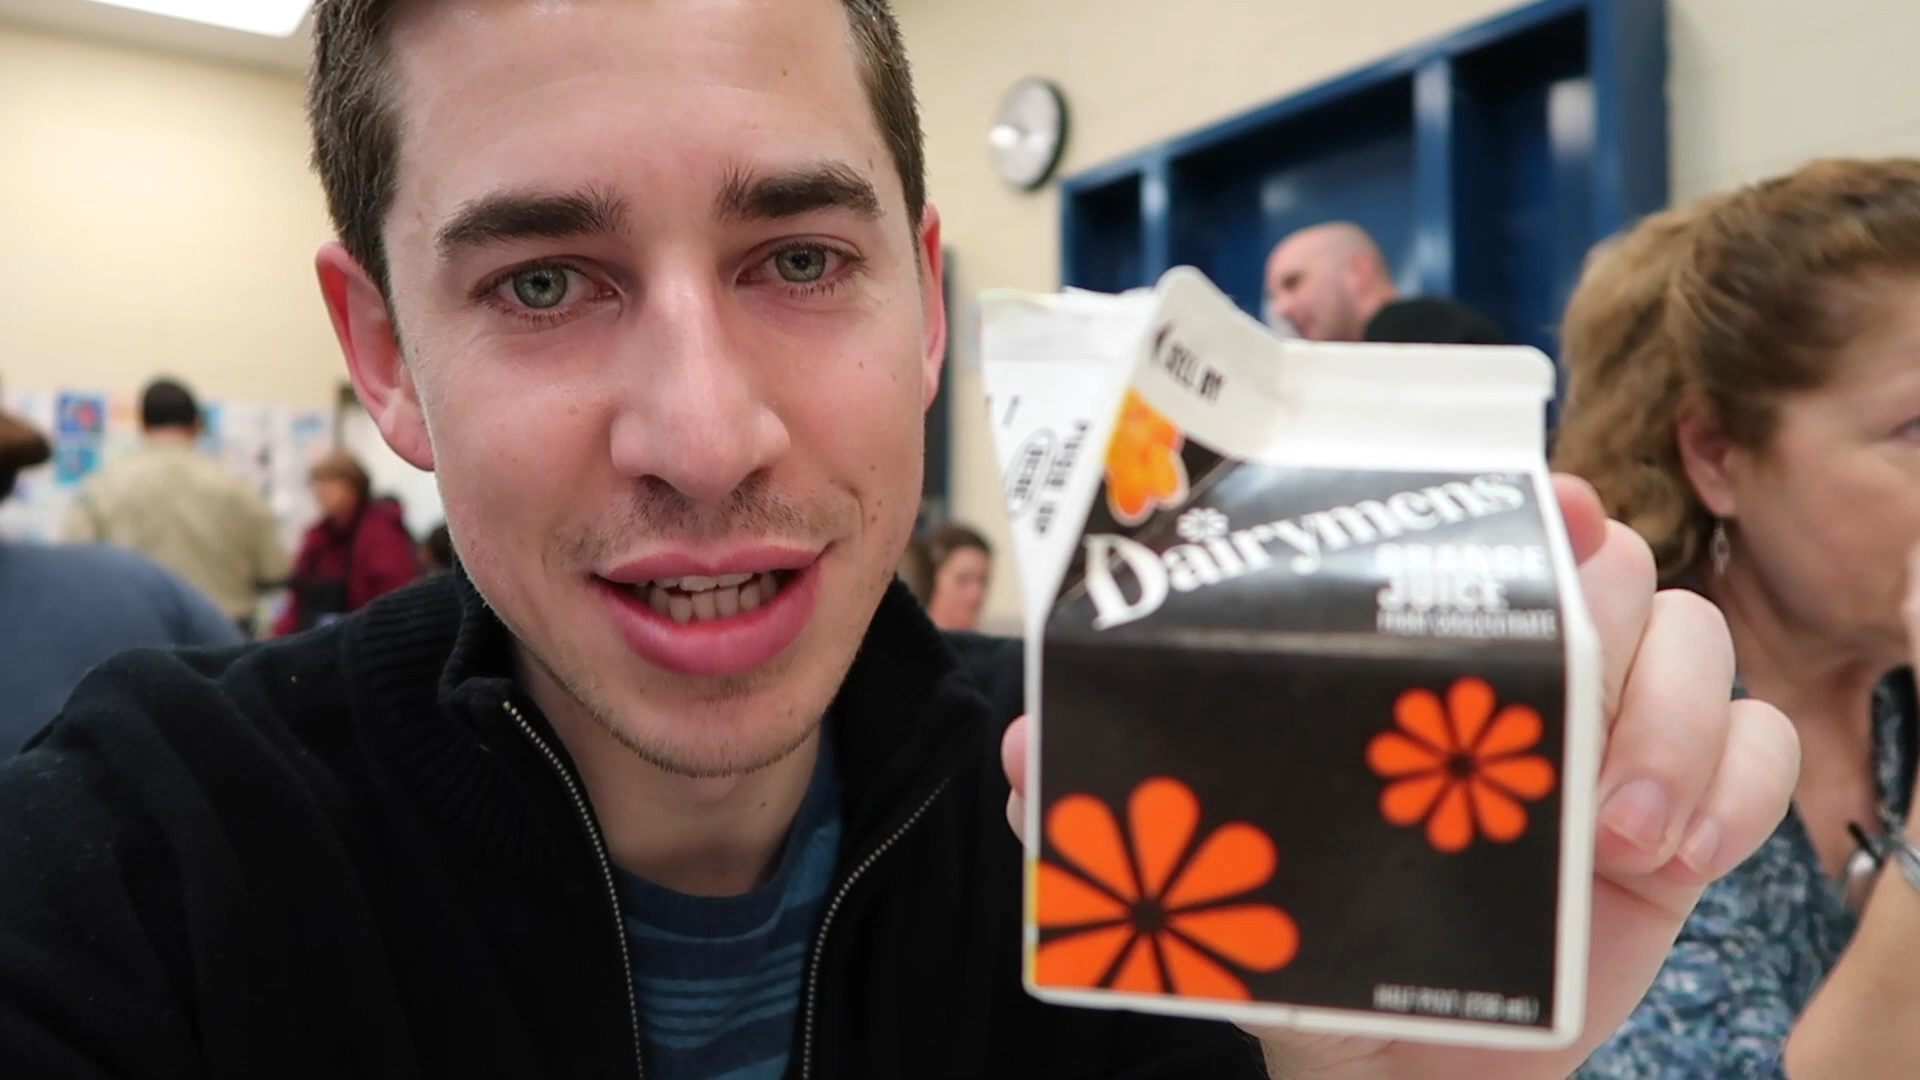 SELL BY
Dairymens
ORANGE
JUICE
FROM CONCENTRATE
HALF PINT (236 mL)